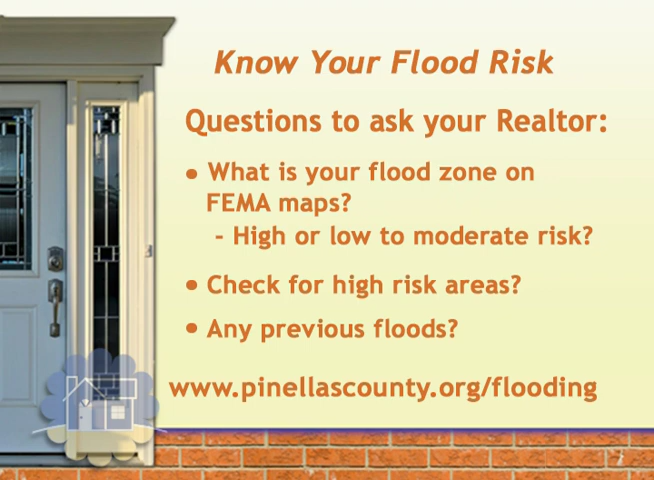 Know Your Flood Risk
Questions to ask your Realtor:
• What is your flood zone on
FEMA maps?
- High or low to moderate risk?
• Check for high risk areas?
• Any previous floods?
www.pinellascounty.org/flooding